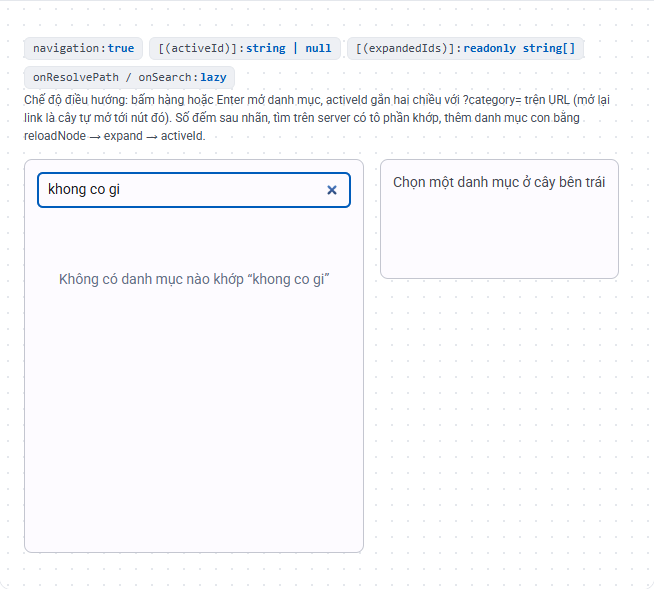 navigation:true [(activeId)]:string | null [(expandedIds)]:readonly string[]
onResolvePath / onSearch:lazy
Chế độ điều hướng: bấm hàng hoặc Enter mở danh mục, activeId gắn hai chiều với ?category= trên URL (mở lại
link là cây tự mở tới nút đó). Số đếm sau nhãn, tìm trên server có tô phần khớp, thêm danh mục con bằng
reloadNode → expand → activeId.
khong co gi
Chọn một danh mục ở cây bên trái
Không có danh mục nào khớp “khong co gi”